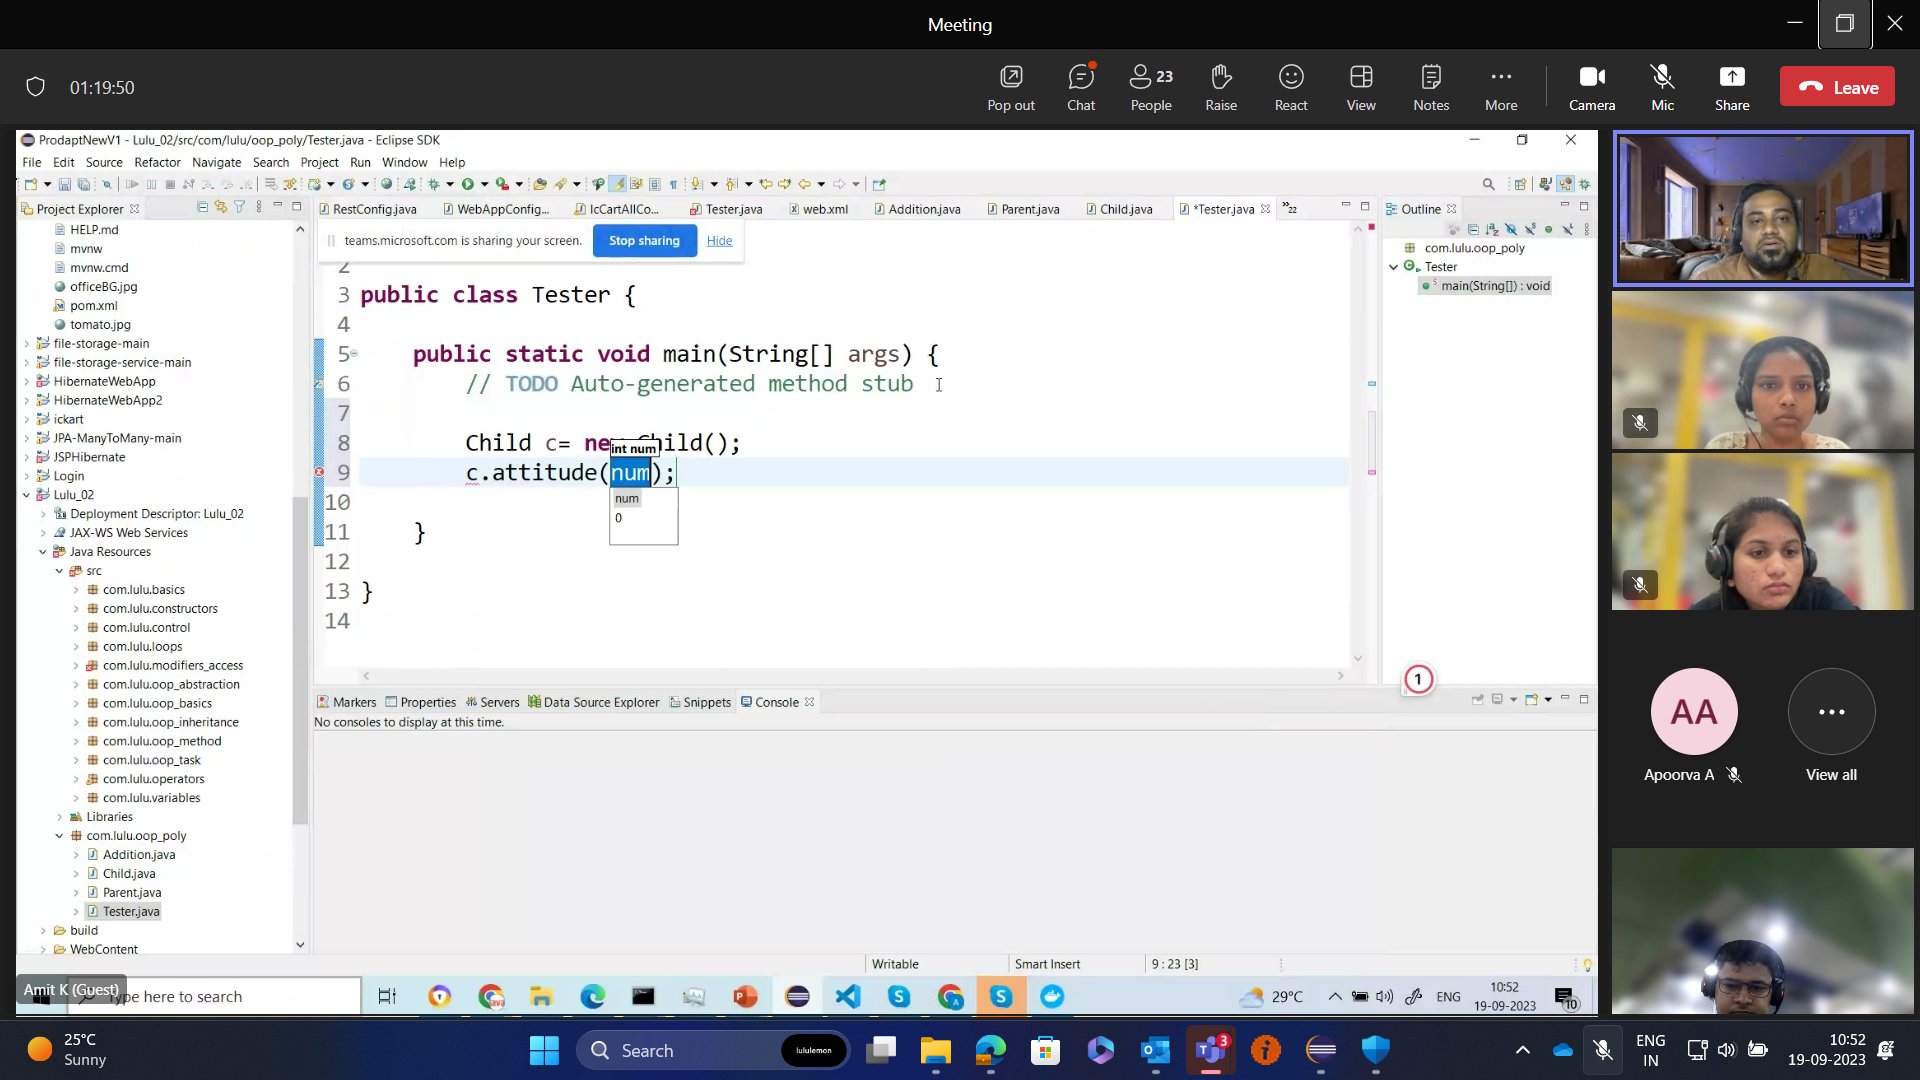 Meeting
01:19:50
Pop out
Chat
23
People
Raise
React
View
Notes
More
Camera
Mic
Share
Leave
ProdaptNewV1 - Lulu_02/src/com/lulu/oop_poly/Tester.java - Eclipse SDK
File Edit Source Refactor Navigate Search Project Run Window Help
Project Explorer
RestConfig.java
WebAppConfig...
IcCartAllCo...
Tester.java
web.xml
Addition.java
Parent.java
Child.java
*Tester.java
"22
Outline
teams.microsoft.com is sharing your screen.
Stop sharing
Hide
HELP.md
mvnw
mvnw.cmd
officeBG.jpg
pom.xml
tomato.jpg
file-storage-main
file-storage-service-main
HibernateWebApp
HibernateWebApp2
ickart
JPA-ManyToMany-main
JSPHibernate
Login
Lulu_02
Deployment Descriptor: Lulu_02
JAX-WS Web Services
Java Resources
src
com.lulu.basics
com.lulu.constructors
com.lulu.control
com.lulu.loops
com.lulu.modifiers_access
com.lulu.oop_abstraction
com.lulu.oop_basics
com.lulu.oop_inheritance
com.lulu.oop_method
com.lulu.oop_task
com.lulu.operators
com.lulu.variables
Libraries
com.lulu.oop_poly
Addition.java
Child.java
Parent.java
Tester.java
build
WebContent
2
3 public class Tester {
4
5 public static void main(String[] args) {
6 // TODO Auto-generated method stub
7
8 Child c= new Child();
int num
9 c.attitude(num);
num
0
10
11 }
12
13 }
14
com.lulu.oop_poly
Tester
main(String[]) : void
1
Markers
Properties
Servers
Data Source Explorer
Snippets
Console
No consoles to display at this time.
Writable
Smart Insert
9 : 23 [3]
Amit K (Guest)
Type here to search
java
29°C
ENG
10:52
19-09-2023
10
AA
Apoorva A
View all
25°C
Sunny
Search
lululemon
3
ENG
IN
10:52
19-09-2023